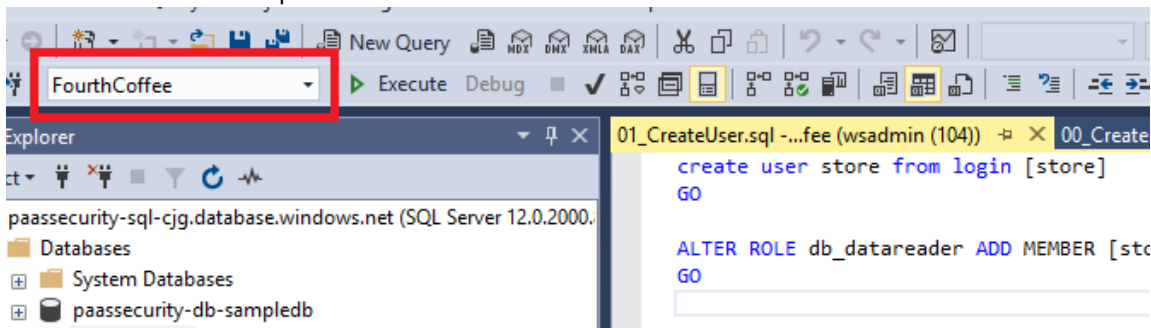 New Query MDX DMX XMLA DAX
FourthCoffee Execute Debug
Explorer
01_CreateUser.sql -...fee (wsadmin (104)) 00_Create
ct
create user store from login [store]
GO
paassecurity-sql-cjg.database.windows.net (SQL Server 12.0.2000.
Databases
ALTER ROLE db_datareader ADD MEMBER [sto
System Databases
GO
paassecurity-db-sampledb